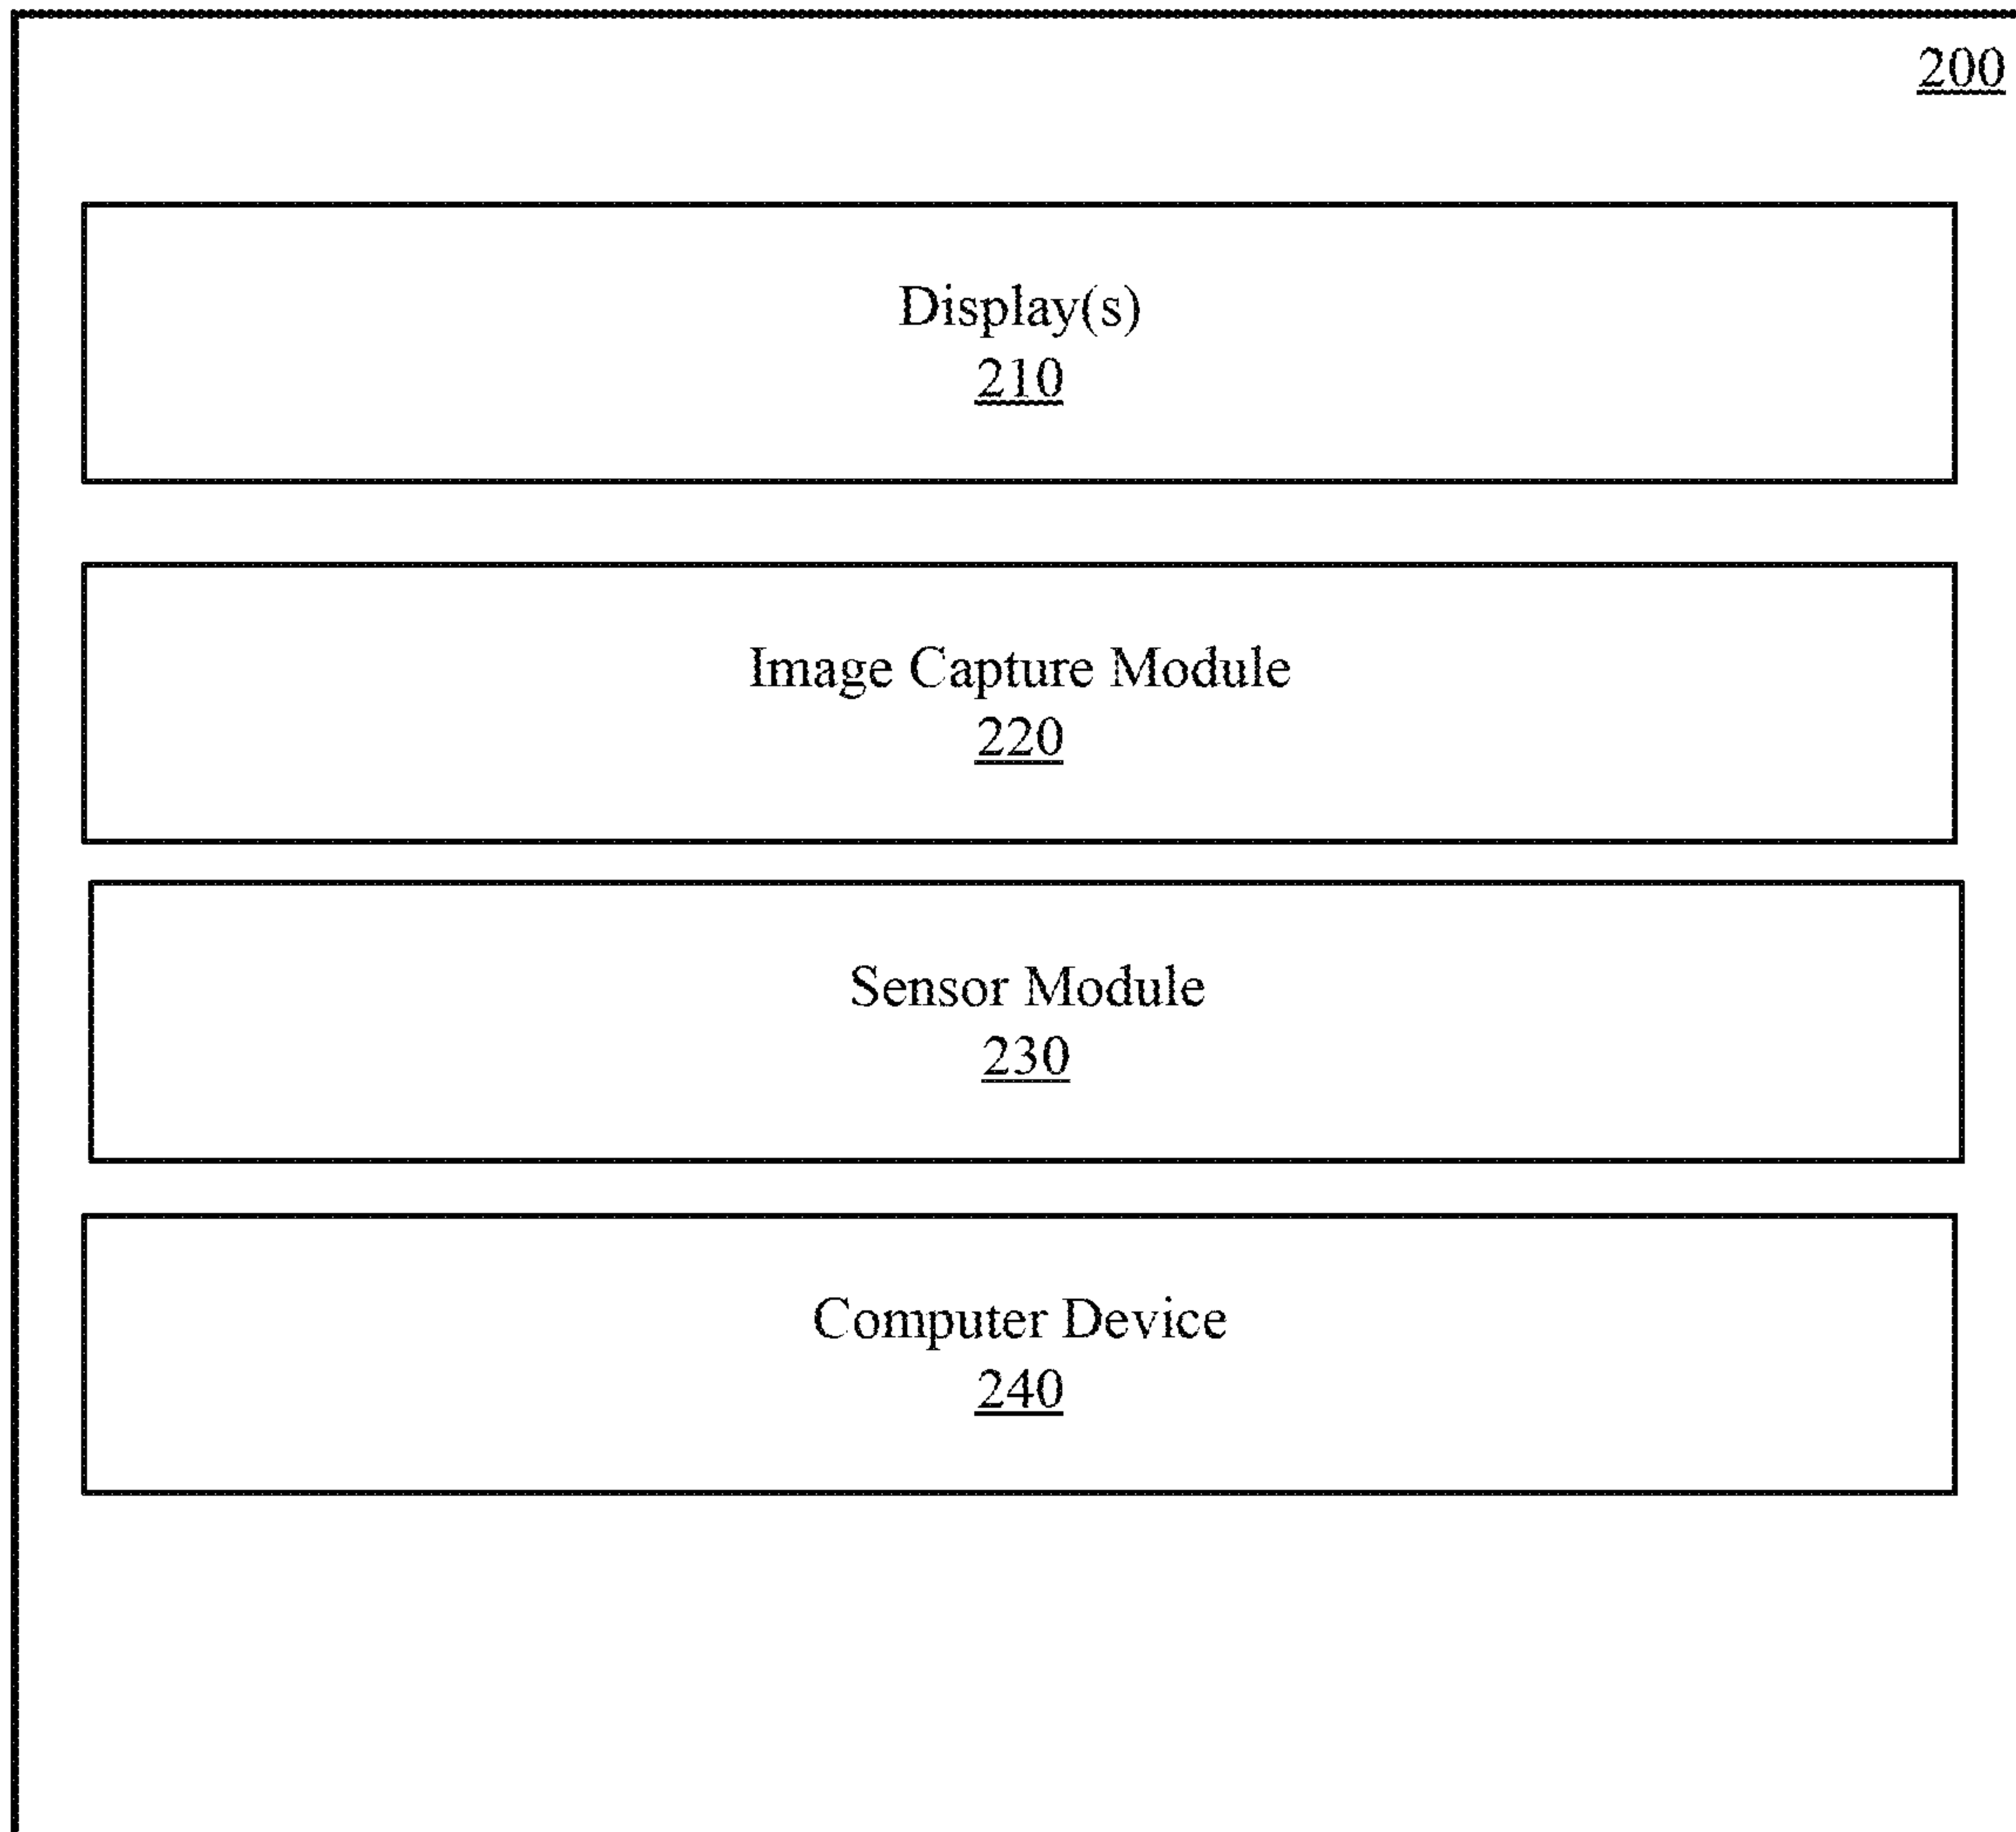 200
Display(s)
210
Image Capture Module
220
Sensor Module
230
Computer Device
240